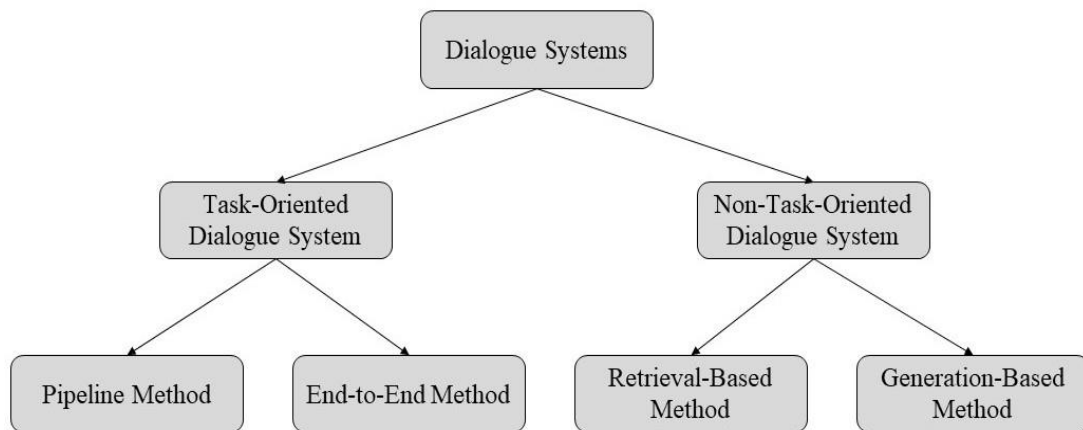 Dialogue Systems
Task-Oriented
Dialogue System
Non-Task-Oriented
Dialogue System
Pipeline Method
End-to-End Method
Retrieval-Based
Method
Generation-Based
Method